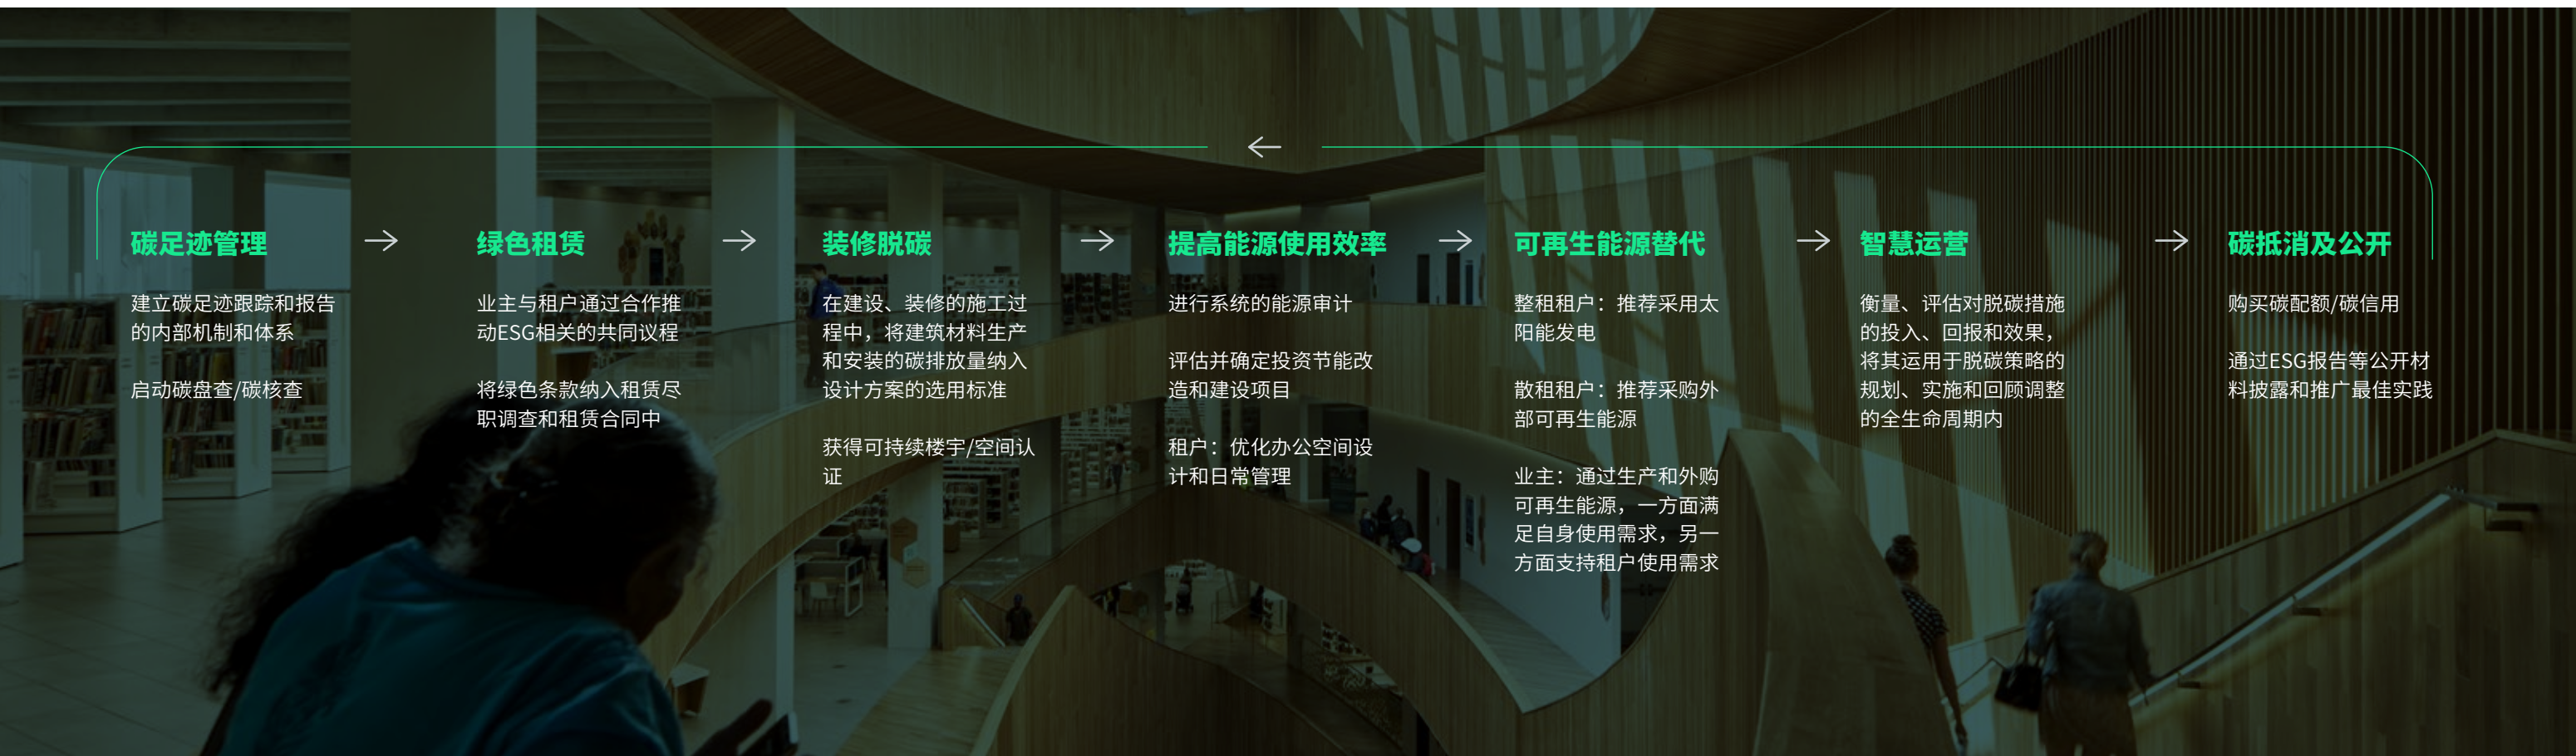 碳足迹管理
建立碳足迹跟踪和报告
的内部机制和体系
启动碳盘查/碳核查
绿色租赁
业主与租户通过合作推
动ESG相关的共同议程
将绿色条款纳入租赁尽
职调查和租赁合同中
装修脱碳
在建设、装修的施工过
程中，将建筑材料生产
和安装的碳排放量纳入
设计方案的选用标准
获得可持续楼宇/空间认
证
提高能源使用效率
进行系统的能源审计
评估并确定投资节能改
造和建设项目
租户：优化办公空间设
计和日常管理
可再生能源替代
整租租户：推荐采用太
阳能发电
散租租户：推荐采购外
部可再生能源
业主：通过生产和外购
可再生能源，一方面满
足自身使用需求，另一
方面支持租户使用需求
智慧运营
衡量、评估对脱碳措施
的投入、回报和效果，
将其运用于脱碳策略的
规划、实施和回顾调整
的全生命周期内
碳抵消及公开
购买碳配额/碳信用
通过ESG报告等公开材
料披露和推广最佳实践